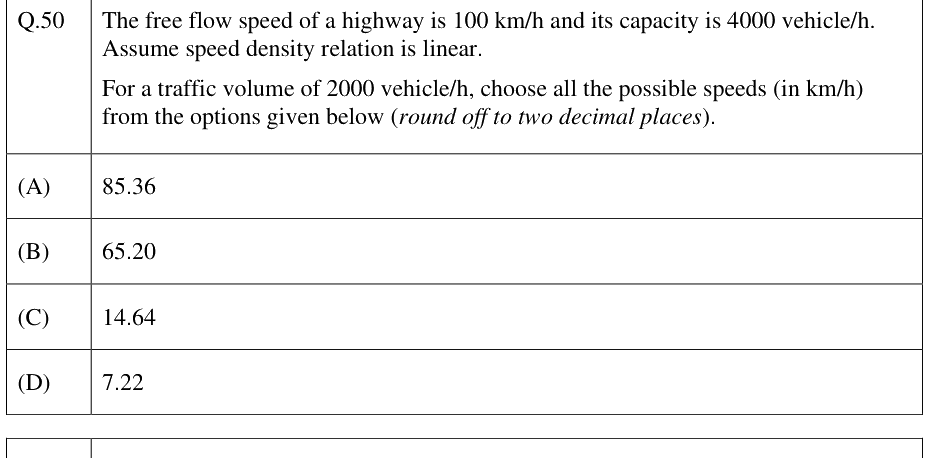 Q.50 The free flow speed of a highway is 100 km/h and its capacity is 4000 vehicle/h.
Assume speed density relation is linear.
For a traffic volume of 2000 vehicle/h, choose all the possible speeds (in km/h)
from the options given below (round off to two decimal places).
(A) 85.36
(B) 65.20
(C) 14.64
(D) 7.22